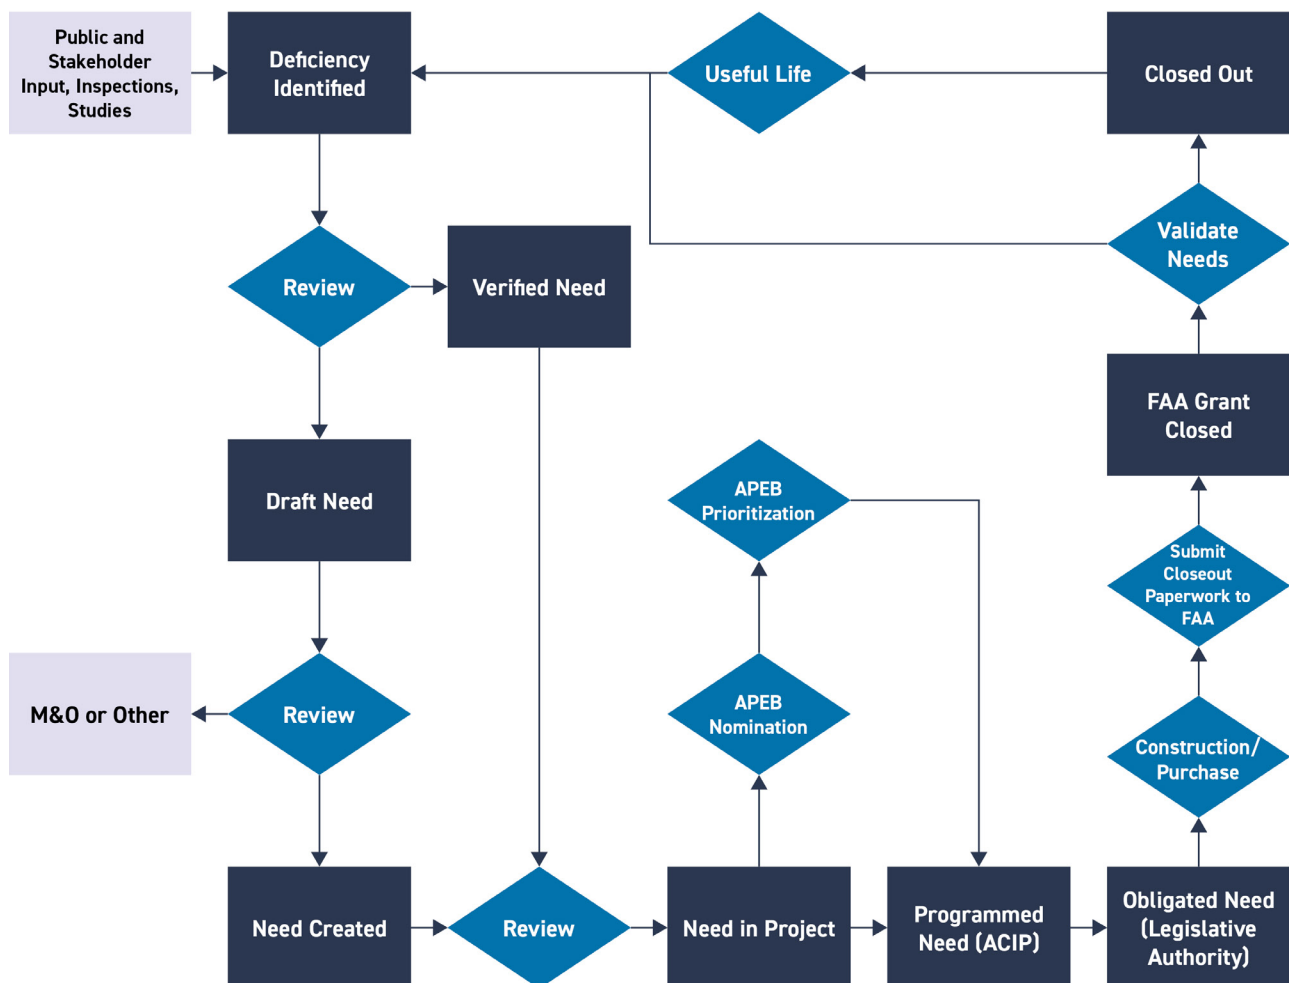 Public and
Stakeholder
Input, Inspections,
Studies
Deficiency
Identified
Useful Life
Closed Out
Review
Verified Need
Validate
Needs
FAA Grant
Closed
Draft Need
APEB
Prioritization
Submit
Closeout
Paperwork to
FAA
M&O or Other
Review
APEB
Nomination
Construction/
Purchase
Need Created
Review
Need in Project
Programmed
Need (ACIP)
Obligated Need
(Legislative
Authority)